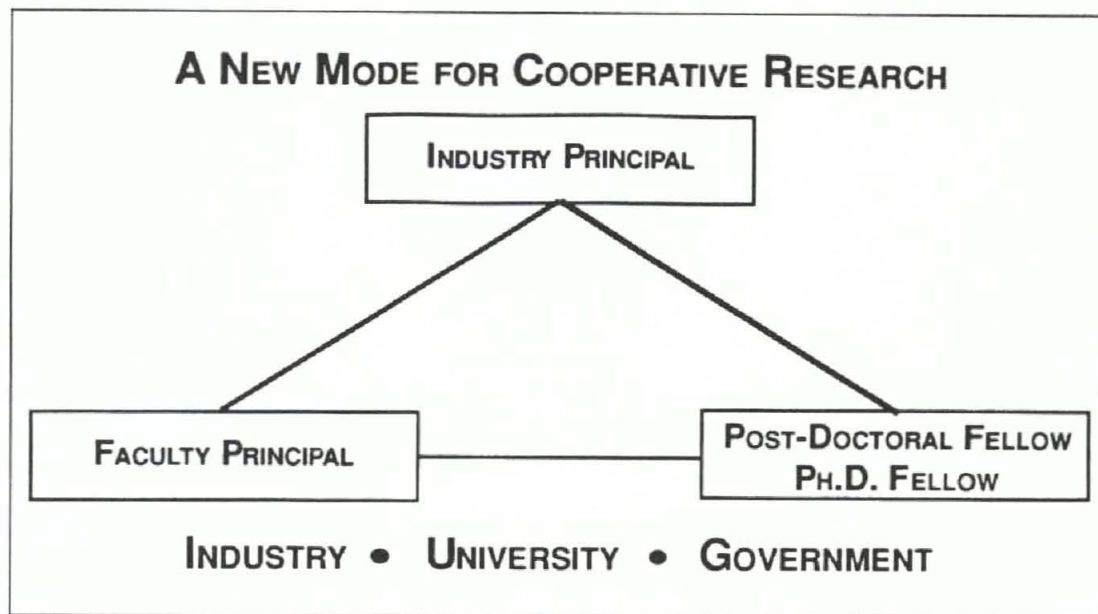 A NEW MODE FOR COOPERATIVE RESEARCH
INDUSTRY PRINCIPAL
FACULTY PRINCIPAL
POST-DOCTORAL FELLOW
PH.D. FELLOW
INDUSTRY • UNIVERSITY • GOVERNMENT